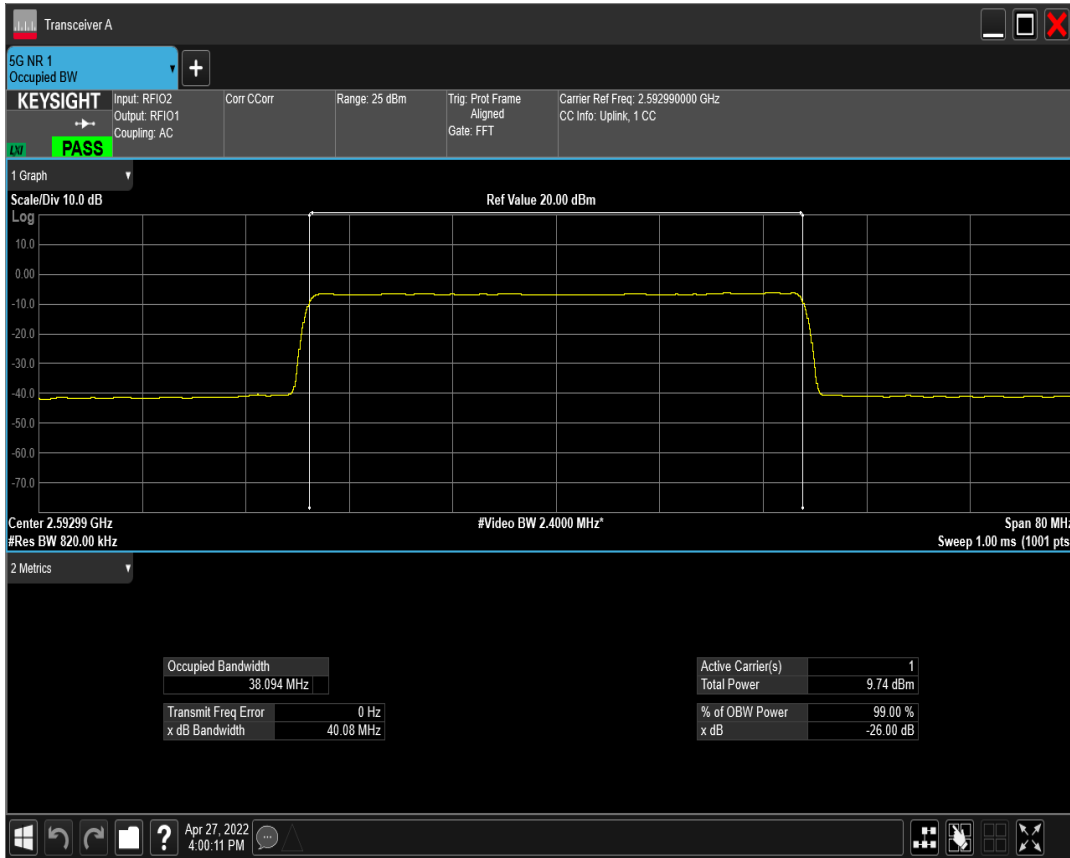 Transceiver A
5G NR 1
Occupied BW
KEYSIGHT
LXI
PASS
Input: RFIO2
Output: RFIO1
Coupling: AC
Corr CCorr
Range: 25 dBm
Trig: Prot Frame
Aligned
Gate: FFT
Carrier Ref Freq: 2.592990000 GHz
CC Info: Uplink, 1 CC
1 Graph
Scale/Div 10.0 dB
Ref Value 20.00 dBm
Log
10.0
0.00
-10.0
-20.0
-30.0
-40.0
-50.0
-60.0
-70.0
Center 2.59299 GHz
#Video BW 2.4000 MHz*
Span 80 MHz
#Res BW 820.00 kHz
Sweep 1.00 ms (1001 pts
2 Metrics
Occupied Bandwidth
38.094 MHz
Transmit Freq Error 0 Hz
x dB Bandwidth 40.08 MHz
Active Carrier(s) 1
Total Power 9.74 dBm
% of OBW Power 99.00 %
x dB -26.00 dB
?
Apr 27, 2022
4:00:11 PM